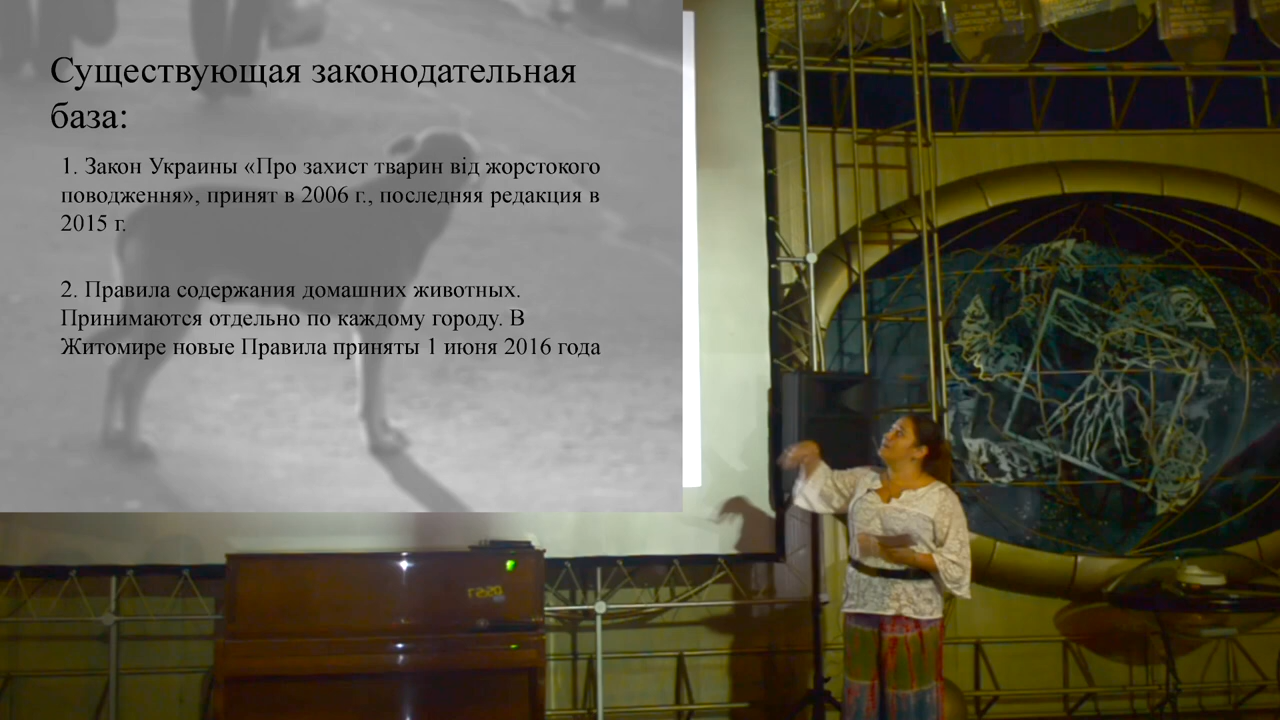 Существующая законодательная
база:
1. Закон Украины «Про захист тварин від жорстокого
поводження», принят в 2006 г., последняя редакция в
2015 г.
2. Правила содержания домашних животных.
Принимаются отдельно по каждому городу. В
Житомире новые Правила приняты 1 июня 2016 года